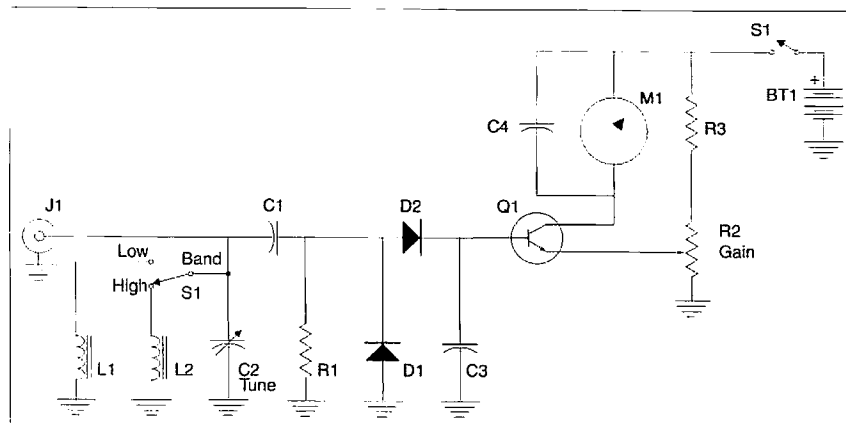 S1
+
BT1
M1
C4
R3
J1
C1
D2
Q1
R2
Gain
Low
Band
High
S1
L1
L2
C2
Tune
R1
D1
C3